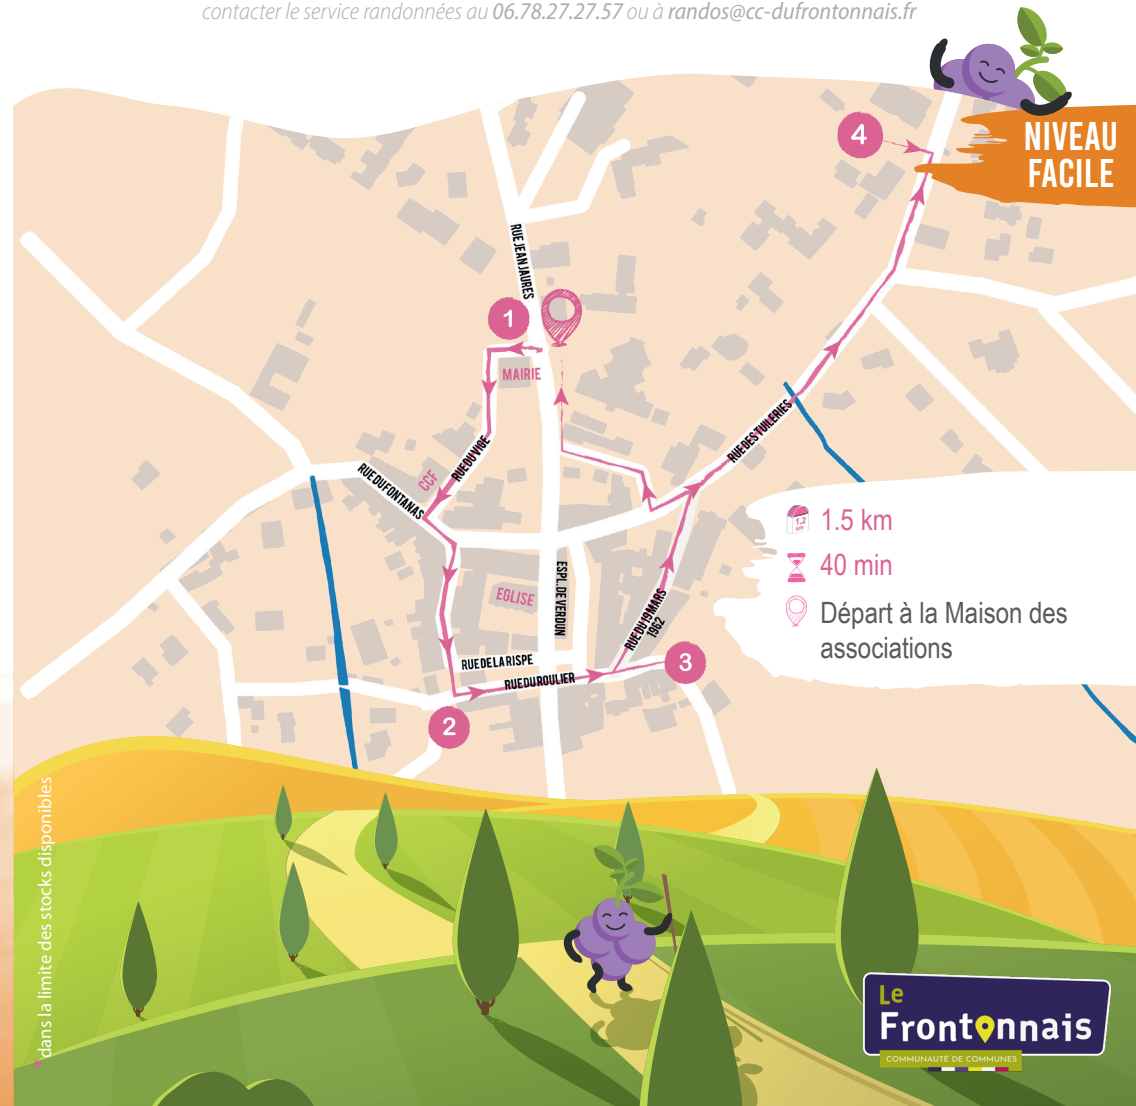 contacter le service randonnées au 06.78.27.27.57 ou à randos@cc-dufrontonnais.fr
NIVEAU
FACILE
4
RUE JEAN JAURES
1
MAIRIE
RUE DU VIGE
CCF
RUE DU FONTANAS
RUE DES TUILERIES
1.2
km
1.5 km
40 min
Départ à la Maison des
associations
EGLISE
ESPL. DE VERDUN
RUE DU 19 MARS
1962
RUE DE LA RISPE
RUE DU ROULIER
3
2
* dans la limite des stocks disponibles
Le
Frontonnais
COMMUNAUTÉ DE COMMUNES